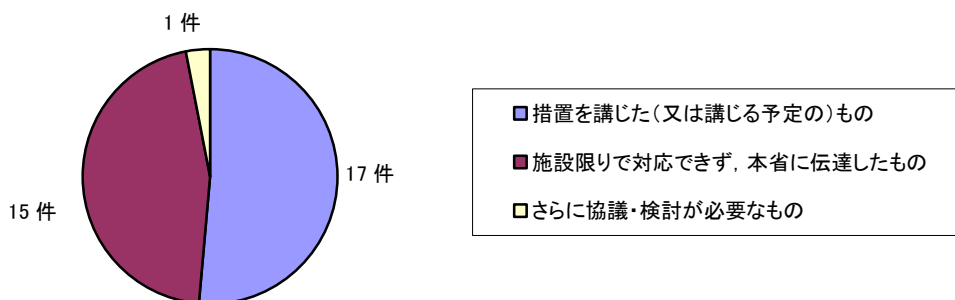 1 件
17 件
15 件
措置を講じた（又は講じる予定の）もの
施設限りで対応できず，本省に伝達したもの
さらに協議・検討が必要なもの